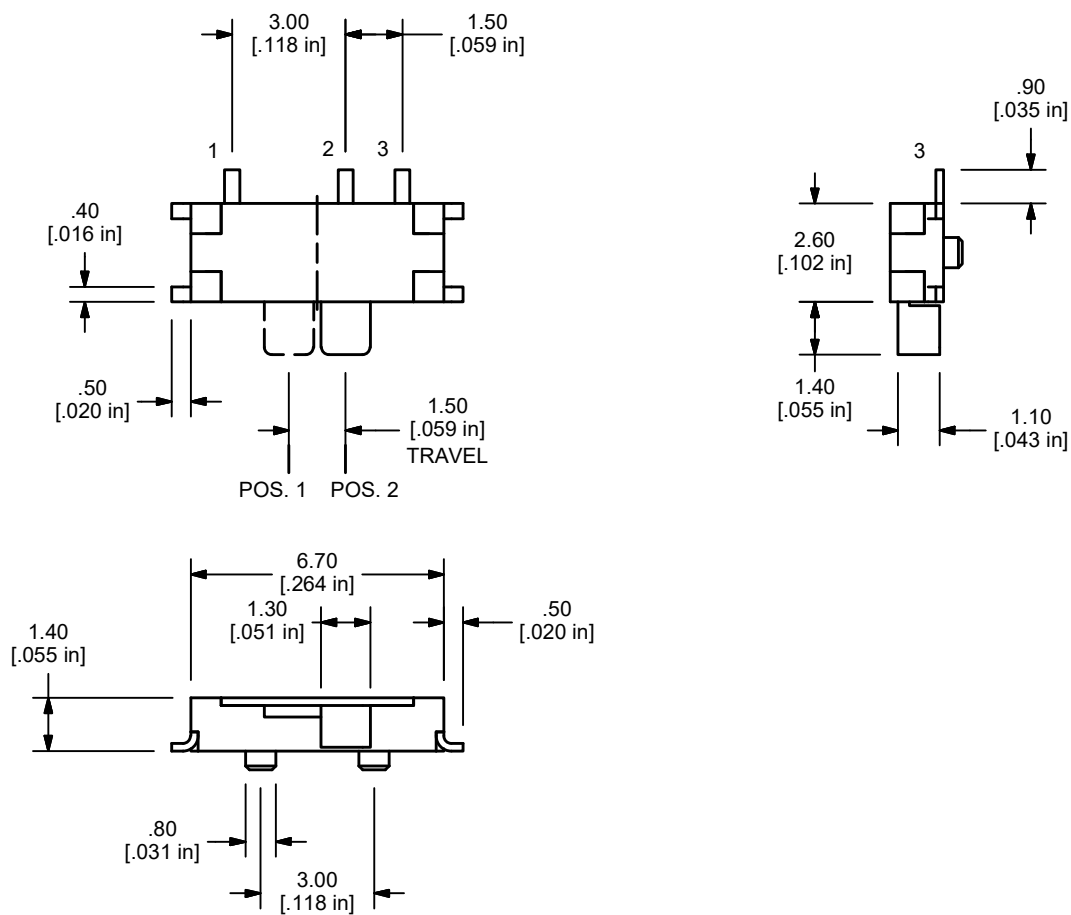 3.00
[.118 in]
1.50
[.059 in]
.90
[.035 in]
1
2
3
3
.40
[.016 in]
2.60
[.102 in]
.50
[.020 in]
1.50
[.059 in]
TRAVEL
1.40
[.055 in]
1.10
[.043 in]
POS. 1
POS. 2
6.70
[.264 in]
1.30
[.051 in]
.50
[.020 in]
1.40
[.055 in]
.80
[.031 in]
3.00
[.118 in]